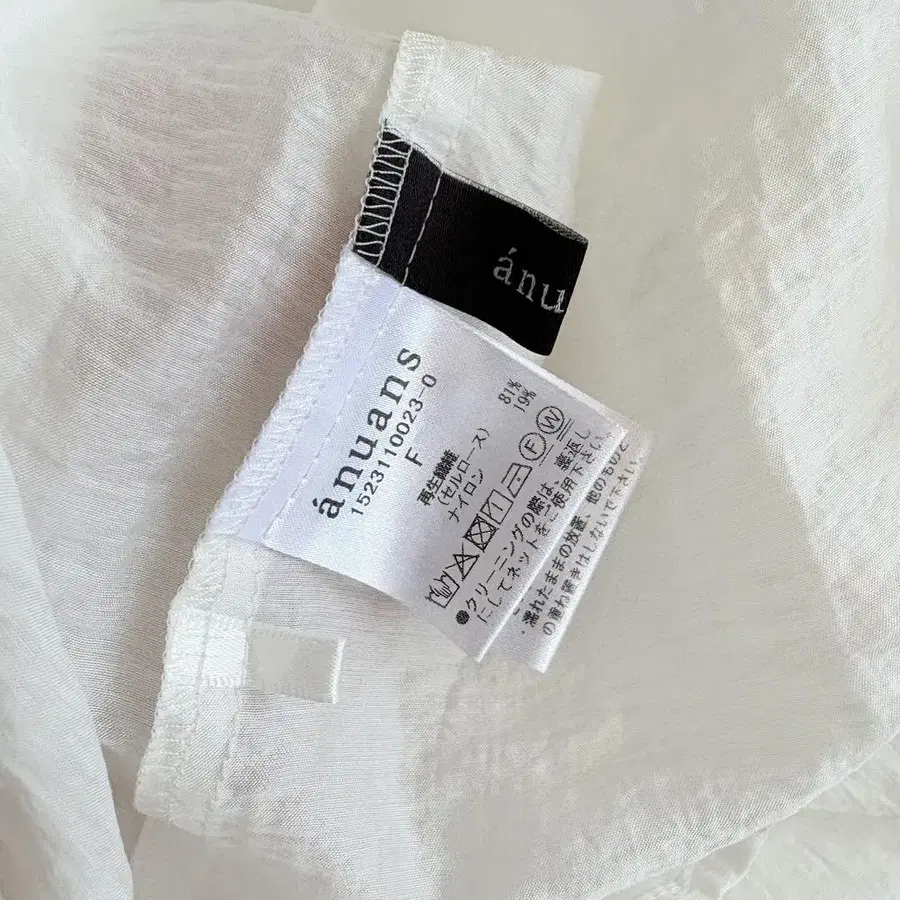 ánu
ánuans
1523110023-0
F
再生繊維 81%
(セルロース)
ナイロン 19%
F W
●クリーニングの際は、裏返し
にしてネットをご使用下さい。
・濡れたままの放置、他のものと
の重ね置きはしないで下さい